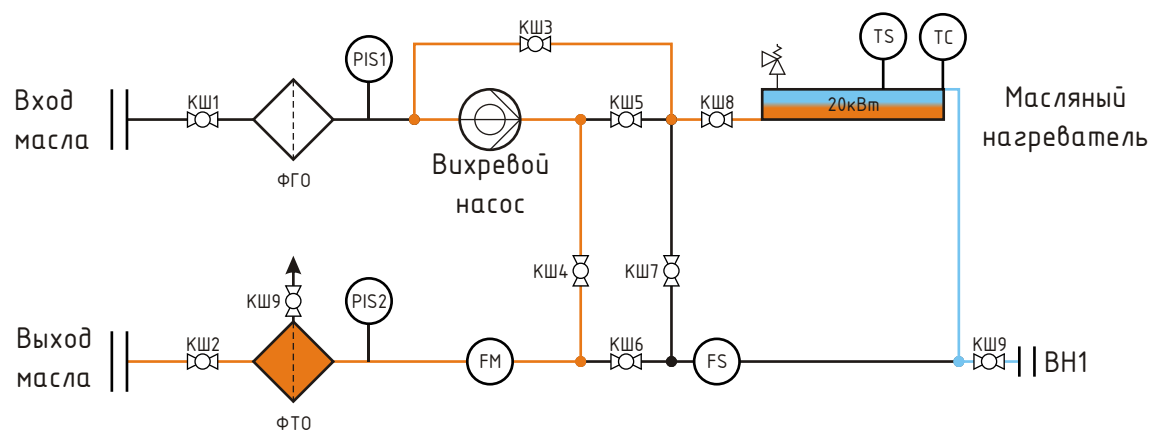 КШ3
PIS1
TS
TC
Вход
масла
КШ1
КШ5
КШ8
20кВт
Масляный
нагреватель
ФГО
Вихревой
насос
КШ4
КШ7
КШ9
PIS2
Выход
масла
КШ2
FM
КШ6
FS
КШ9
ВН1
ФТО